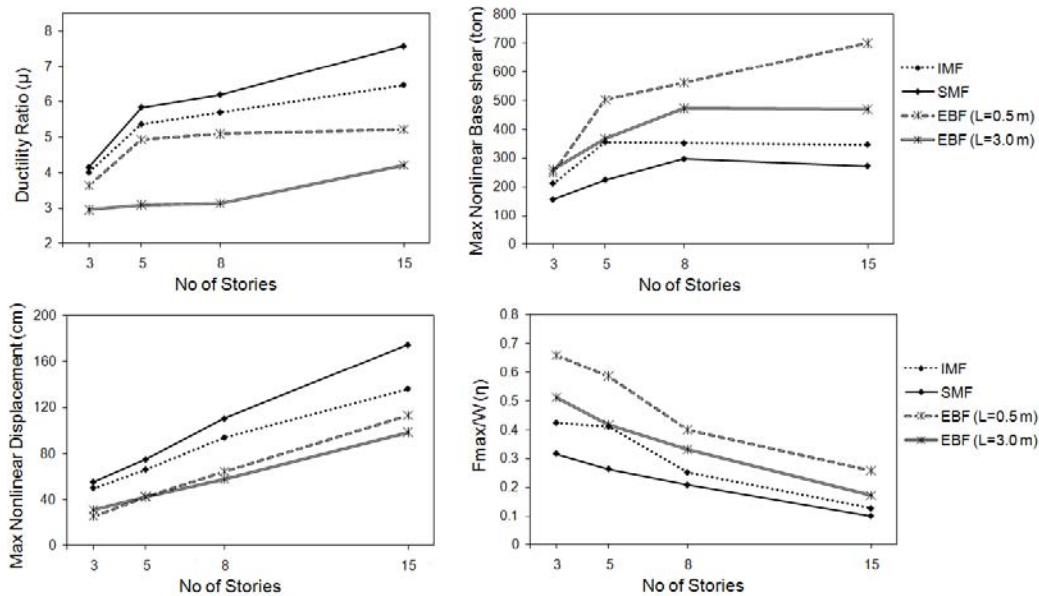 Ductility Ratio (μ)
8
7
6
5
4
3
2
3 5 8 15
No of Stories
Max Nonlinear Base shear (ton)
800
700
600
500
400
300
200
100
0
3 5 8 15
No of Stories
IMF
SMF
EBF (L=0.5 m)
EBF (L=3.0 m)
Max Nonlinear Displacement (cm)
200
160
120
80
40
0
3 5 8 15
No of Stories
Fmax/W (η)
0.8
0.7
0.6
0.5
0.4
0.3
0.2
0.1
0
3 5 8 15
No of Stories
IMF
SMF
EBF (L=0.5 m)
EBF (L=3.0 m)